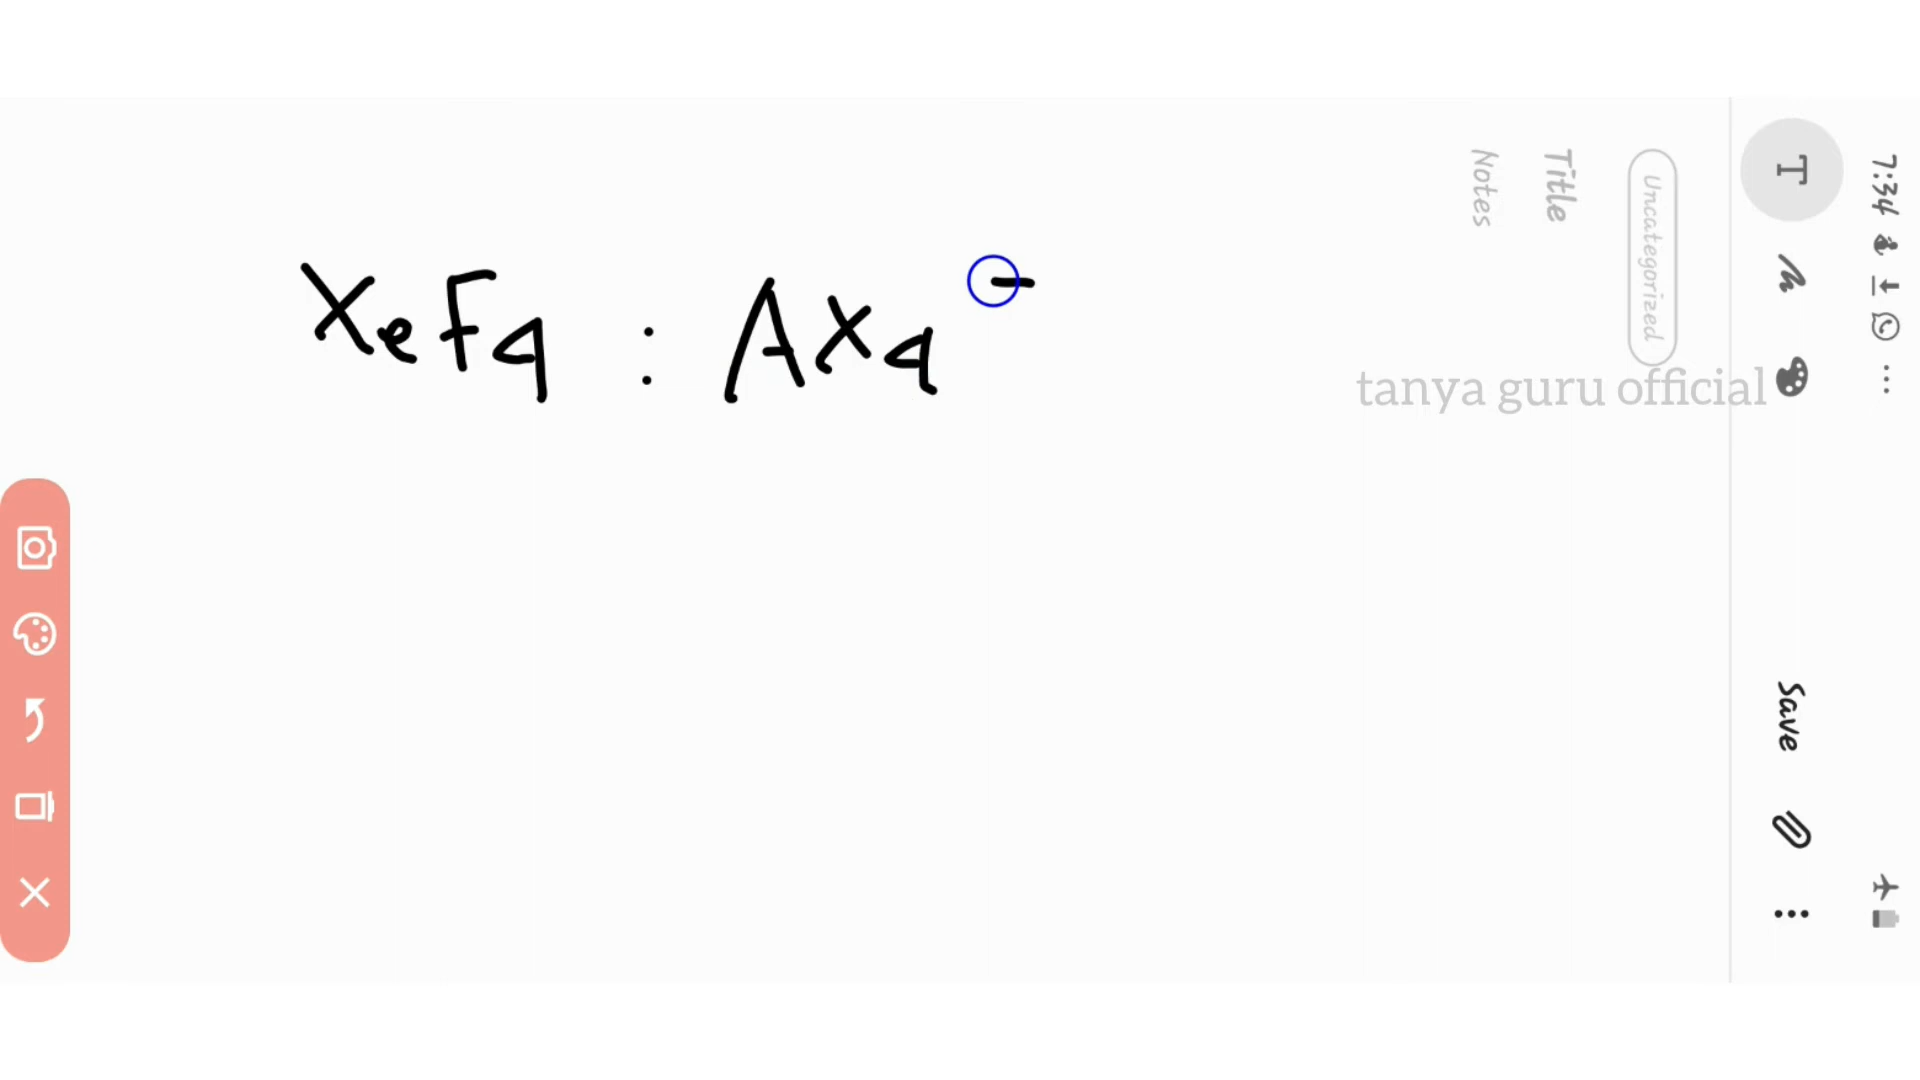 XeF4 : AX4 -
tanya guru official
Title
Notes
Uncategorized
T
7:34
Save